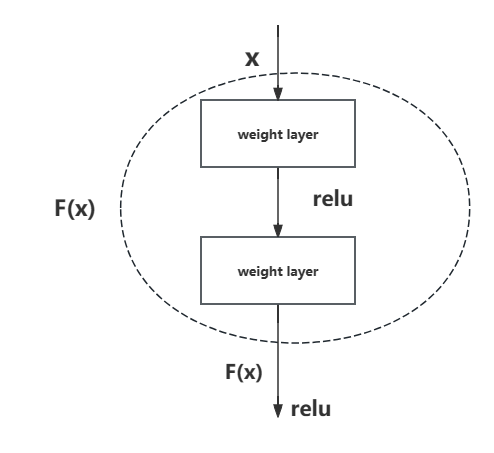 x
weight layer
relu
F(x)
weight layer
F(x)
relu